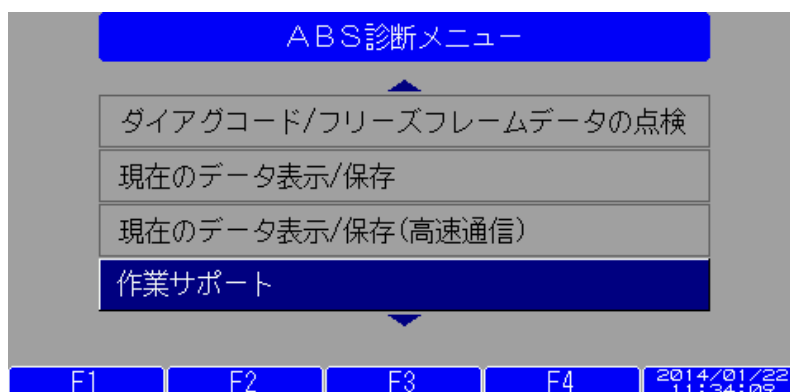 ＡＢＳ診断メニュー
ダイアグコード/フリーズフレームデータの点検
現在のデータ表示/保存
現在のデータ表示/保存(高速通信)
作業サポート
F1 F2 F3 F4 2014/01/22
11:34:09